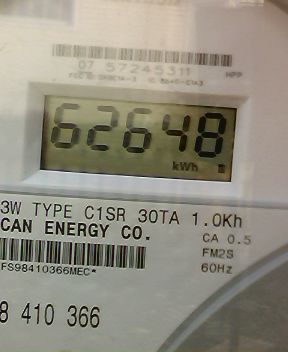 07 57245311 HPP
62648
kWh
3W TYPE C1SR 30TA 1.0Kh
CAN ENERGY CO.
CA 0.5
FM2S
FS98410366MEC*
60Hz
8 410 366